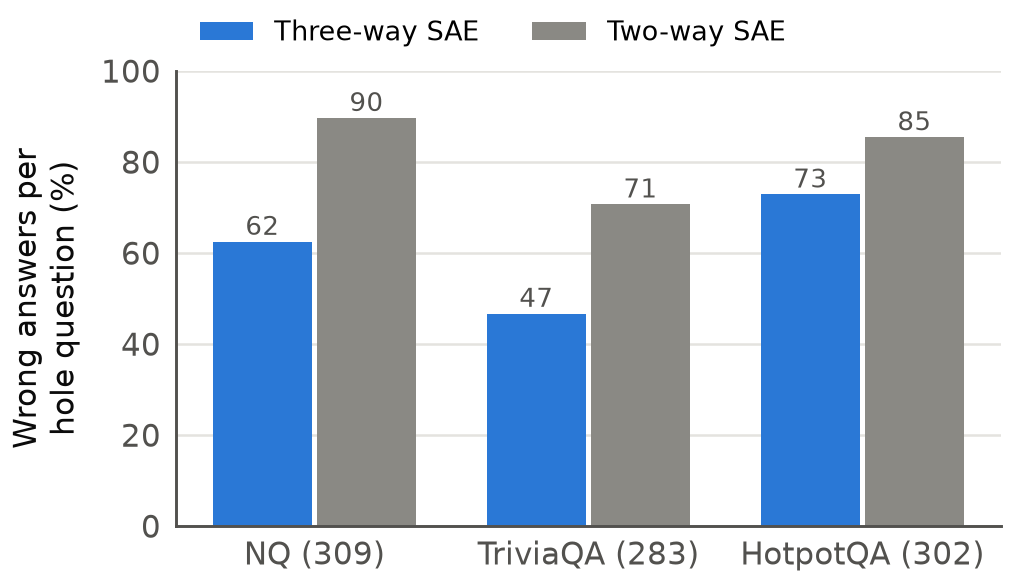 Three-way SAE
Two-way SAE
Wrong answers per
hole question (%)
100
80
60
40
20
0
62
90
47
71
73
85
NQ (309)
TriviaQA (283)
HotpotQA (302)